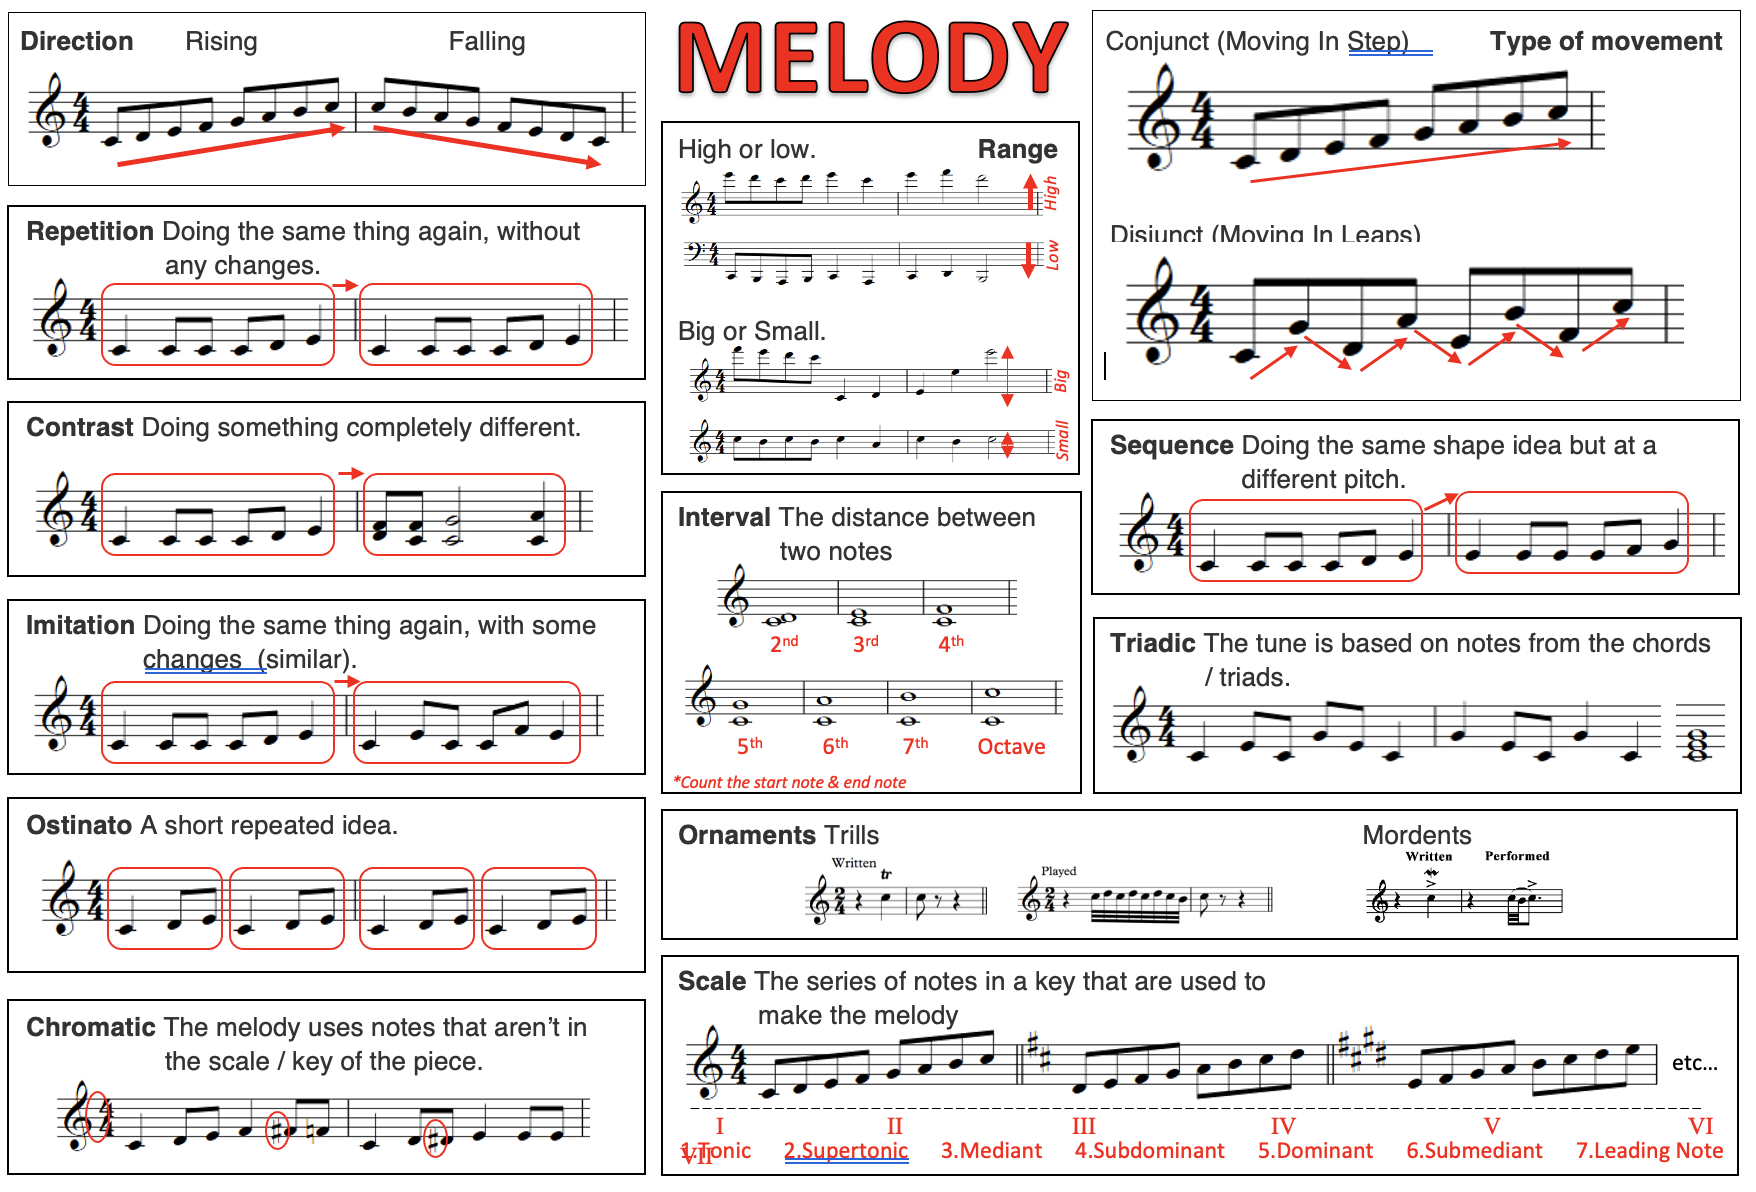 MELODY
Direction Rising Falling
Repetition Doing the same thing again, without
any changes.
Contrast Doing something completely different.
Imitation Doing the same thing again, with some
changes (similar).
Ostinato A short repeated idea.
Chromatic The melody uses notes that aren't in
the scale / key of the piece.
High or low. Range
High
Low
Big or Small.
Big
Small
Interval The distance between
two notes
2nd 3rd 4th
5th 6th 7th Octave
*Count the start note & end note
Conjunct (Moving In Step) Type of movement
Disjunct (Moving In Leaps)
Sequence Doing the same shape idea but at a
different pitch.
Triadic The tune is based on notes from the chords
/ triads.
Ornaments Trills Mordents
Written Played Written Performed
tr
Scale The series of notes in a key that are used to
make the melody
etc...
I II III IV V VI
VII
1.Tonic 2.Supertonic 3.Mediant 4.Subdominant 5.Dominant 6.Submediant 7.Leading Note